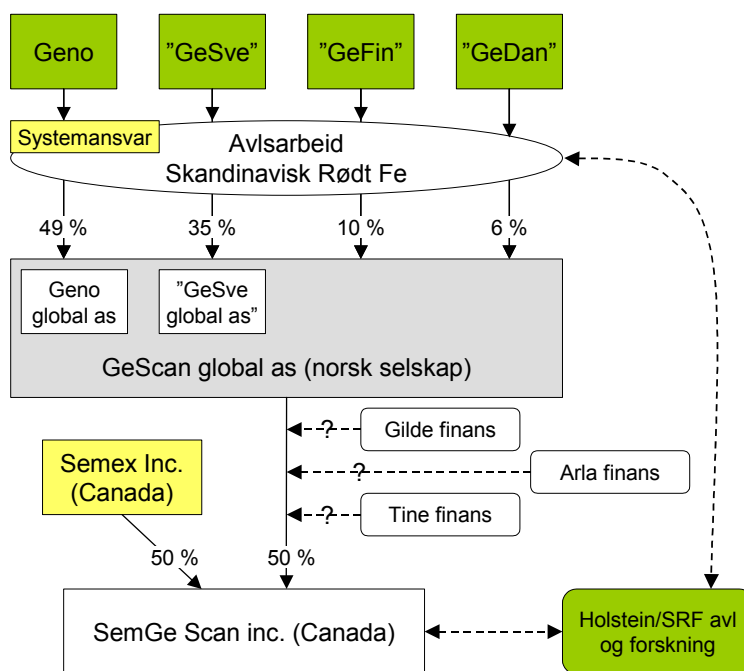 Geno
”GeSve”
”GeFin”
”GeDan”
Systemansvar
Avlsarbeid
Skandinavisk Rødt Fe
49 %
35 %
10 %
6 %
Geno
global as
”GeSve
global as”
GeScan global as (norsk selskap)
?
Gilde finans
Semex Inc.
(Canada)
?
Arla finans
?
Tine finans
50 %
50 %
SemGe Scan inc. (Canada)
Holstein/SRF avl
og forskning